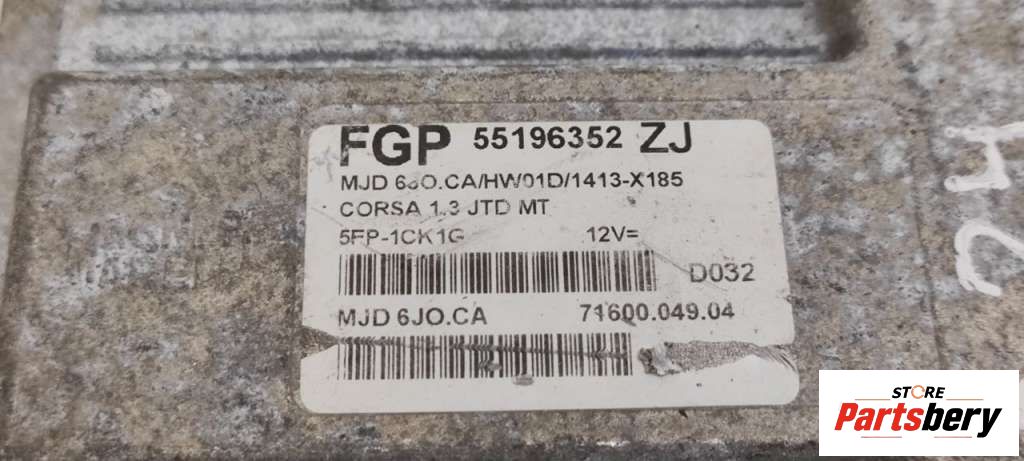 FGP 55196352 ZJ
MJD 6JO.CA/HW01D/1413-X185
CORSA 1.3 JTD MT
5FP-1CK1G 12V=
D032
MJD 6JO.CA 71600.049.04
24
STORE
Partsbery